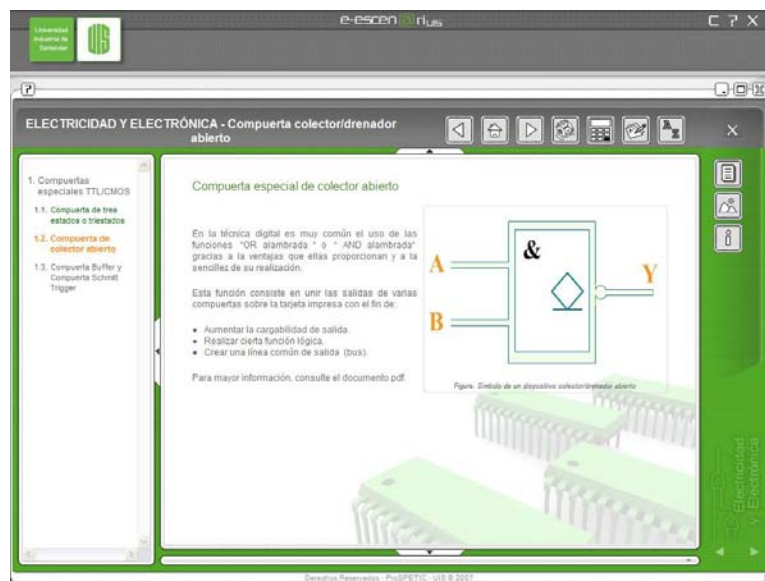 e-escen@rius
Universidad
Industrial de
Santander
UIS
ELECTRICIDAD Y ELECTRÓNICA - Compuerta colector/drenador
abierto
1. Compuertas
especiales TTL/CMOS
1.1. Compuerta de tres
estados o triestados
1.2. Compuerta de
colector abierto
1.3. Compuerta Buffer y
Compuerta Schmitt
Trigger
Compuerta especial de colector abierto
En la técnica digital es muy común el uso de las
funciones "OR alambrada " o " AND alambrada"
gracias a la ventajas que ellas proporcionan y a la
sencillez de su realización.
Esta función consiste en unir las salidas de varias
compuertas sobre la tarjeta impresa con el fin de:
Aumentar la cargabilidad de salida.
Realizar cierta función lógica.
Crear una línea común de salida (bus).
Para mayor información, consulte el documento pdf.
&
A
B
Y
Figura. Símbolo de un dispositivo colector/drenador abierto
Electricidad
y Electrónica
Derechos Reservados - ProSPETIC - UIS © 2007